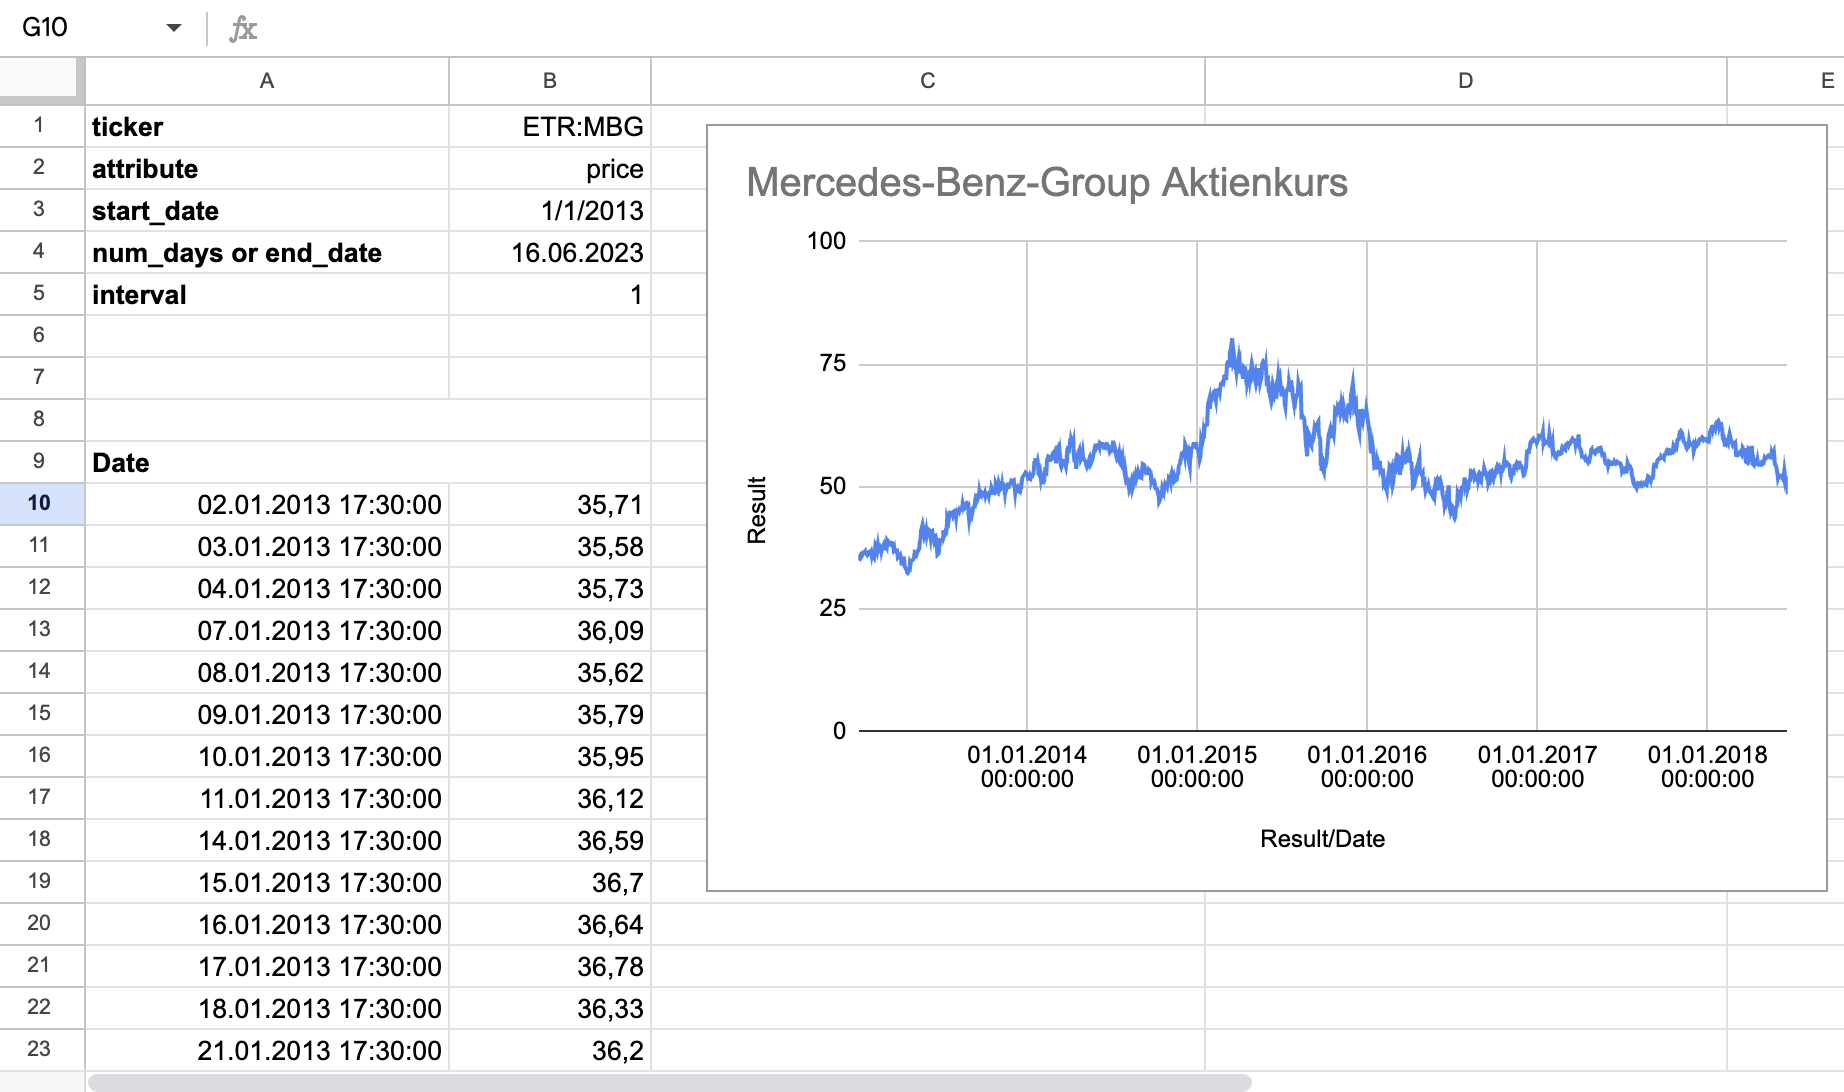 G10 fx
A B C D E
1 ticker ETR:MBG
2 attribute price
3 start_date 1/1/2013
4 num_days or end_date 16.06.2023
5 interval 1
6
7
8
9 Date
10 02.01.2013 17:30:00 35,71
11 03.01.2013 17:30:00 35,58
12 04.01.2013 17:30:00 35,73
13 07.01.2013 17:30:00 36,09
14 08.01.2013 17:30:00 35,62
15 09.01.2013 17:30:00 35,79
16 10.01.2013 17:30:00 35,95
17 11.01.2013 17:30:00 36,12
18 14.01.2013 17:30:00 36,59
19 15.01.2013 17:30:00 36,7
20 16.01.2013 17:30:00 36,64
21 17.01.2013 17:30:00 36,78
22 18.01.2013 17:30:00 36,33
23 21.01.2013 17:30:00 36,2
Mercedes-Benz-Group Aktienkurs
100
75
50
25
0
Result
01.01.2014 01.01.2015 01.01.2016 01.01.2017 01.01.2018
00:00:00 00:00:00 00:00:00 00:00:00 00:00:00
Result/Date